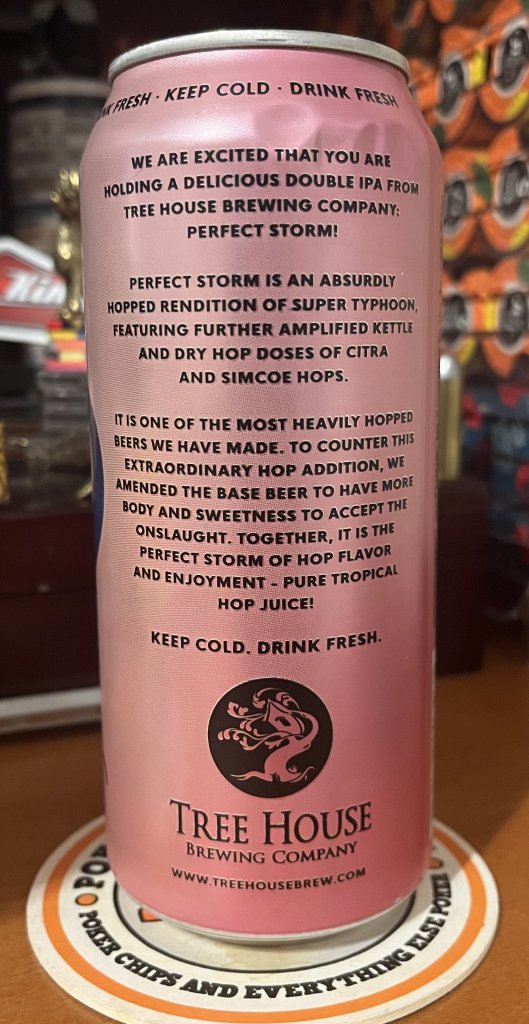 FRESH · KEEP COLD · DRINK FRESH
WE ARE EXCITED THAT YOU ARE
HOLDING A DELICIOUS DOUBLE IPA FROM
TREE HOUSE BREWING COMPANY:
PERFECT STORM!
PERFECT STORM IS AN ABSURDLY
HOPPED RENDITION OF SUPER TYPHOON,
FEATURING FURTHER AMPLIFIED KETTLE
AND DRY HOP DOSES OF CITRA
AND SIMCOE HOPS.
IT IS ONE OF THE MOST HEAVILY HOPPED
BEERS WE HAVE MADE. TO COUNTER THIS
EXTRAORDINARY HOP ADDITION, WE
AMENDED THE BASE BEER TO HAVE MORE
BODY AND SWEETNESS TO ACCEPT THE
ONSLAUGHT. TOGETHER, IT IS THE
PERFECT STORM OF HOP FLAVOR
AND ENJOYMENT - PURE TROPICAL
HOP JUICE!
KEEP COLD. DRINK FRESH.
TREE HOUSE
BREWING COMPANY
WWW.TREEHOUSEBREW.COM
POKER CHIPS AND EVERYTHING ELSE POKER